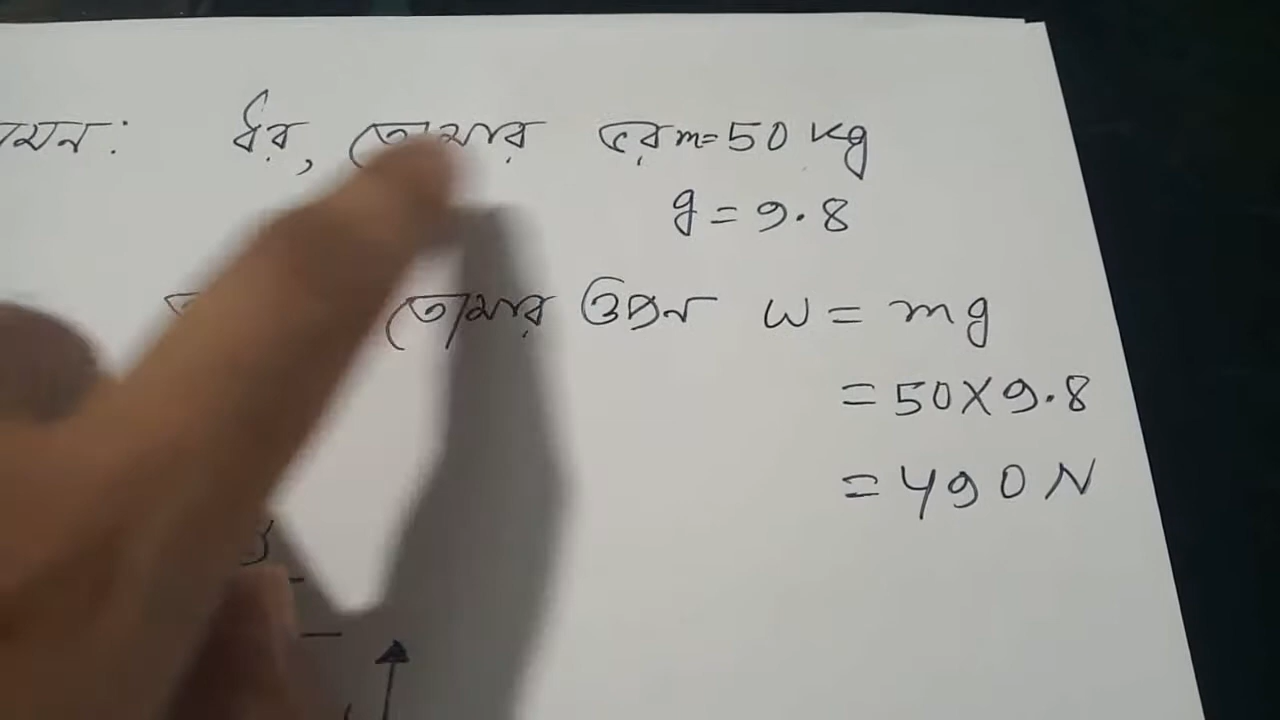 ধর, তোমার ভর m=50 kg
g = 9.8
তোমার ওজন W = mg
= 50 X 9.8
= 490 N